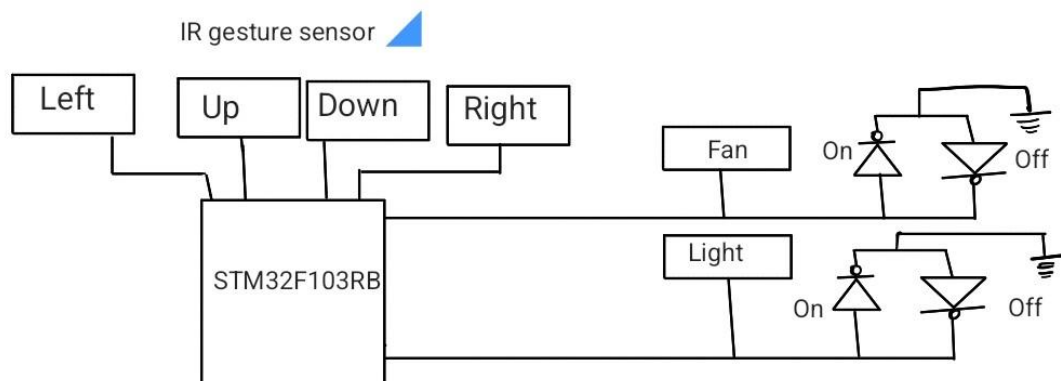 IR gesture sensor
Left
Up
Down
Right
Fan
On
Off
STM32F103RB
Light
On
Off